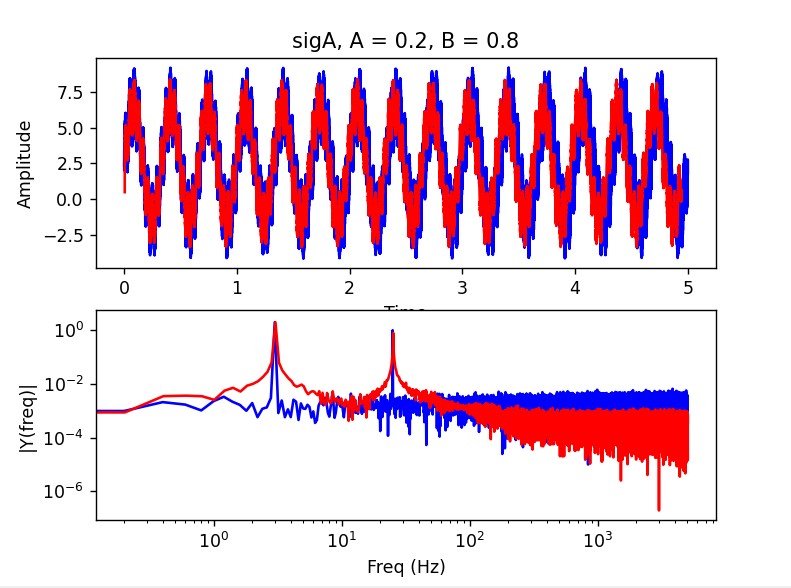 sigA, A = 0.2, B = 0.8
7.5
5.0
2.5
0.0
−2.5
Amplitude
0 1 2 3 4 5
Time
10⁰
10⁻²
10⁻⁴
10⁻⁶
|Y(freq)|
10⁰ 10¹ 10² 10³
Freq (Hz)